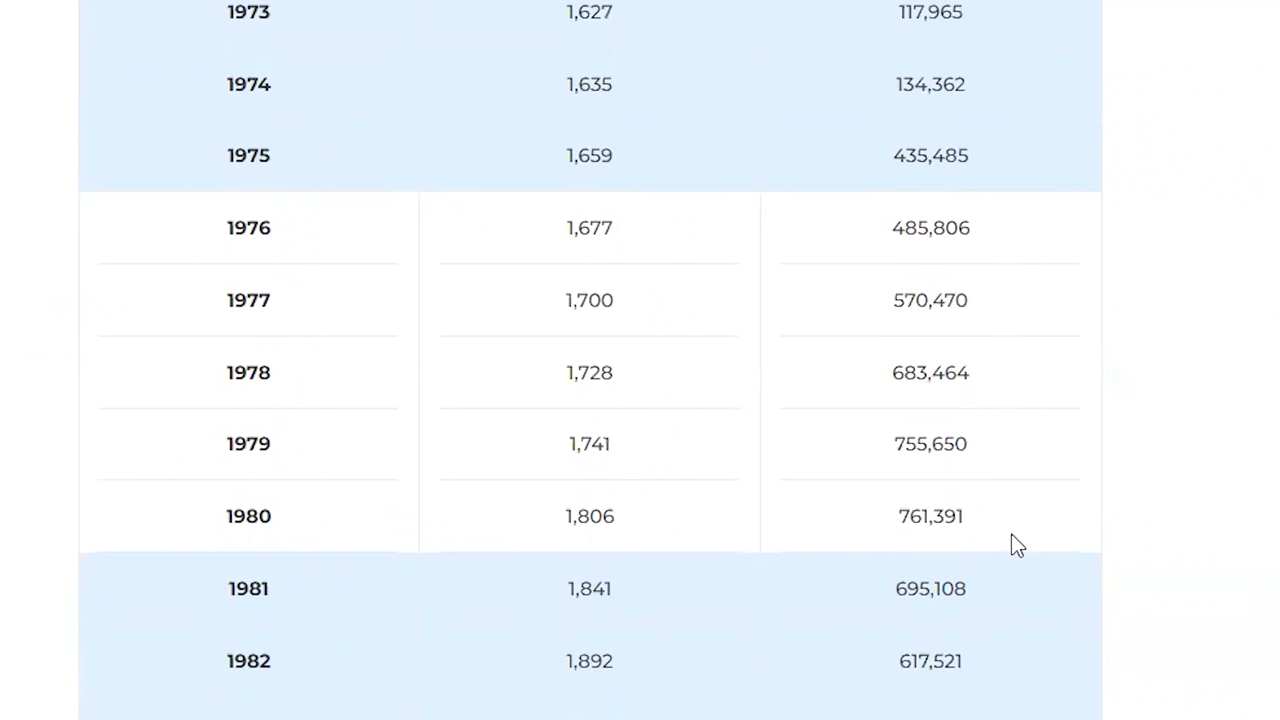 1973 1,627 117,965
1974 1,635 134,362
1975 1,659 435,485
1976 1,677 485,806
1977 1,700 570,470
1978 1,728 683,464
1979 1,741 755,650
1980 1,806 761,391
1981 1,841 695,108
1982 1,892 617,521